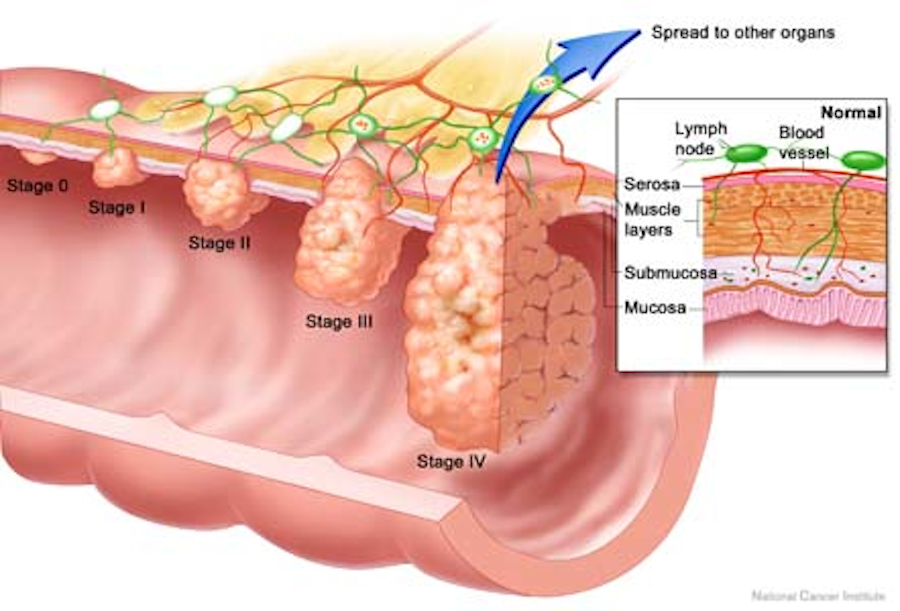 Spread to other organs
Normal
Lymph
node
Blood
vessel
Serosa
Muscle
layers
Submucosa
Mucosa
Stage 0
Stage I
Stage II
Stage III
Stage IV
National Cancer Institute